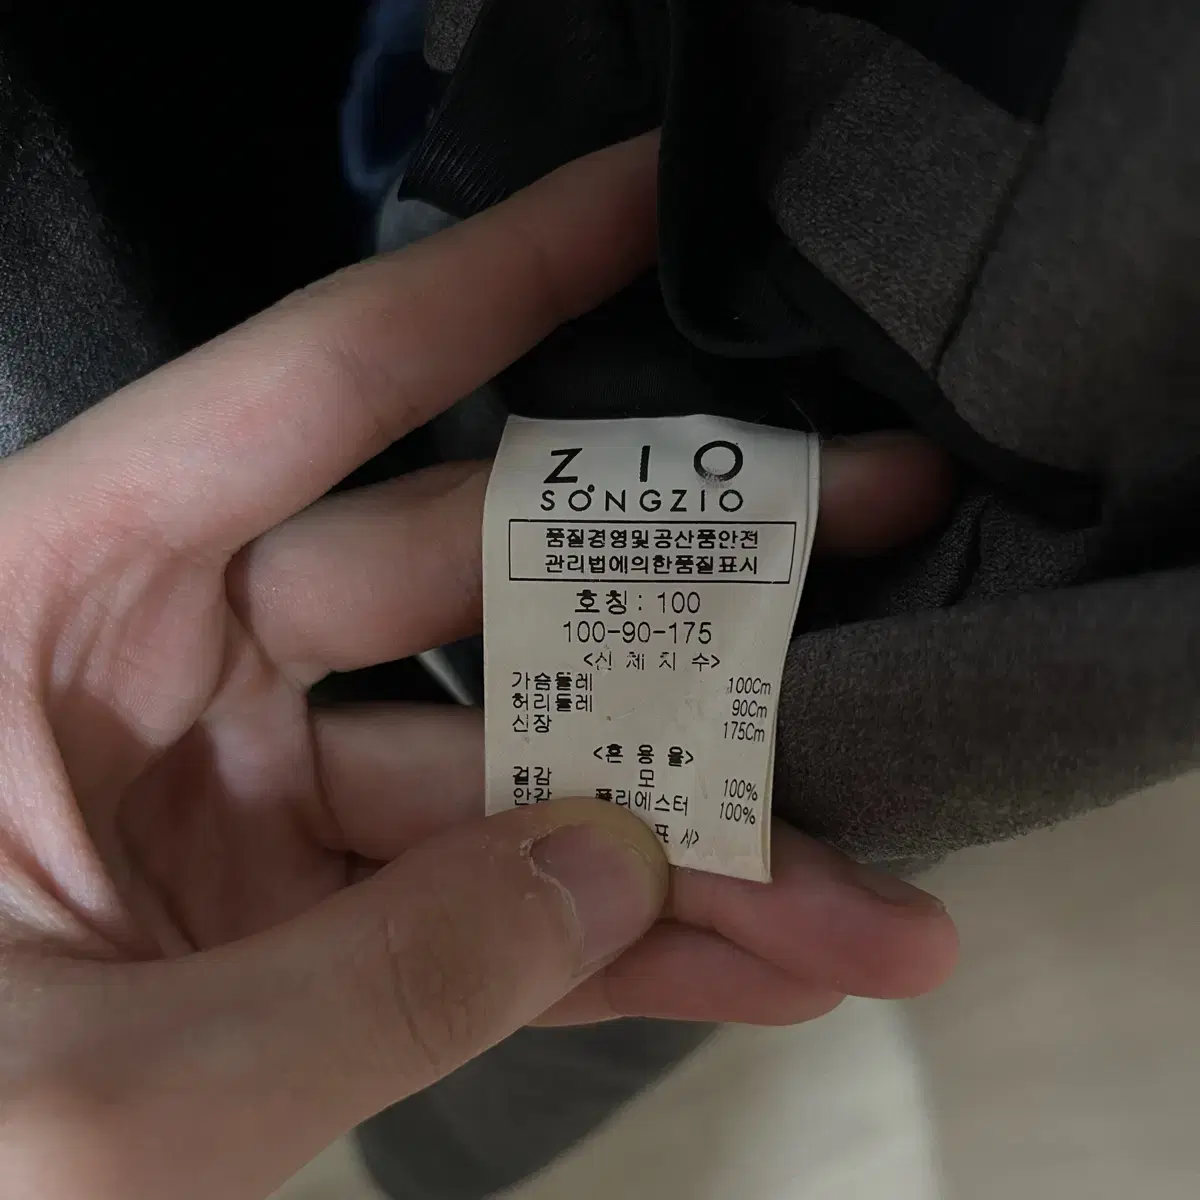 Z.IO
SONGZIO
품질경영및공산품안전
관리법에의한품질표시
호칭 : 100
100-90-175
<신 체 치 수>
가슴둘레 100Cm
허리둘레 90Cm
신장 175Cm
<혼 용 율>
겉감 모 100%
안감 폴리에스터 100%
표 시>